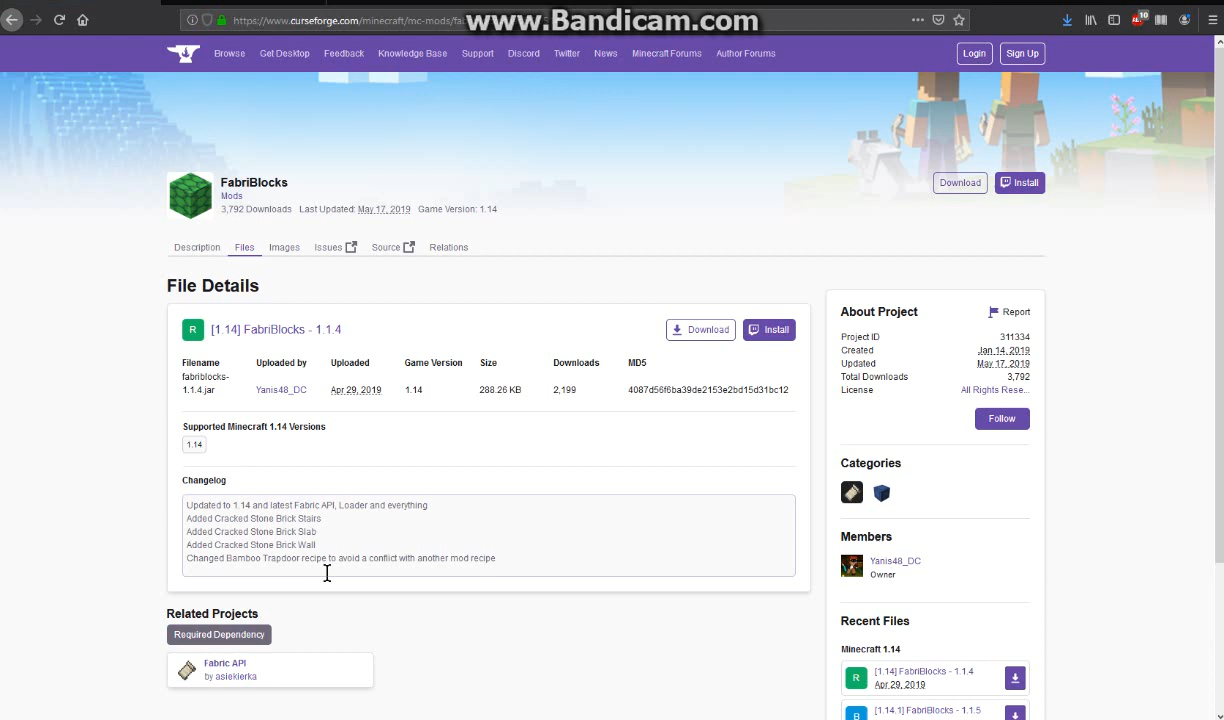 https://www.curseforge.com/minecraft/mc-mods/fa
www.Bandicam.com
10
Browse Get Desktop Feedback Knowledge Base Support Discord Twitter News Minecraft Forums Author Forums Login Sign Up
FabriBlocks
Mods
3,792 Downloads Last Updated: May 17, 2019 Game Version: 1.14
Download Install
Description Files Images Issues Source Relations
File Details
R [1.14] FabriBlocks - 1.1.4 Download Install
Filename Uploaded by Uploaded Game Version Size Downloads MD5
fabriblocks-
1.1.4.jar Yanis48_DC Apr 29, 2019 1.14 288.26 KB 2,199 4087d56f6ba39de2153e2bd15d31bc12
Supported Minecraft 1.14 Versions
1.14
Changelog
Updated to 1.14 and latest Fabric API, Loader and everything
Added Cracked Stone Brick Stairs
Added Cracked Stone Brick Slab
Added Cracked Stone Brick Wall
Changed Bamboo Trapdoor recipe to avoid a conflict with another mod recipe
Related Projects
Required Dependency
Fabric API
by asiekierka
About Project Report
Project ID 311334
Created Jan 14, 2019
Updated May 17, 2019
Total Downloads 3,792
License All Rights Rese...
Follow
Categories
Members
Yanis48_DC
Owner
Recent Files
Minecraft 1.14
R [1.14] FabriBlocks - 1.1.4
Apr 29, 2019
B [1.14.1] FabriBlocks - 1.1.5